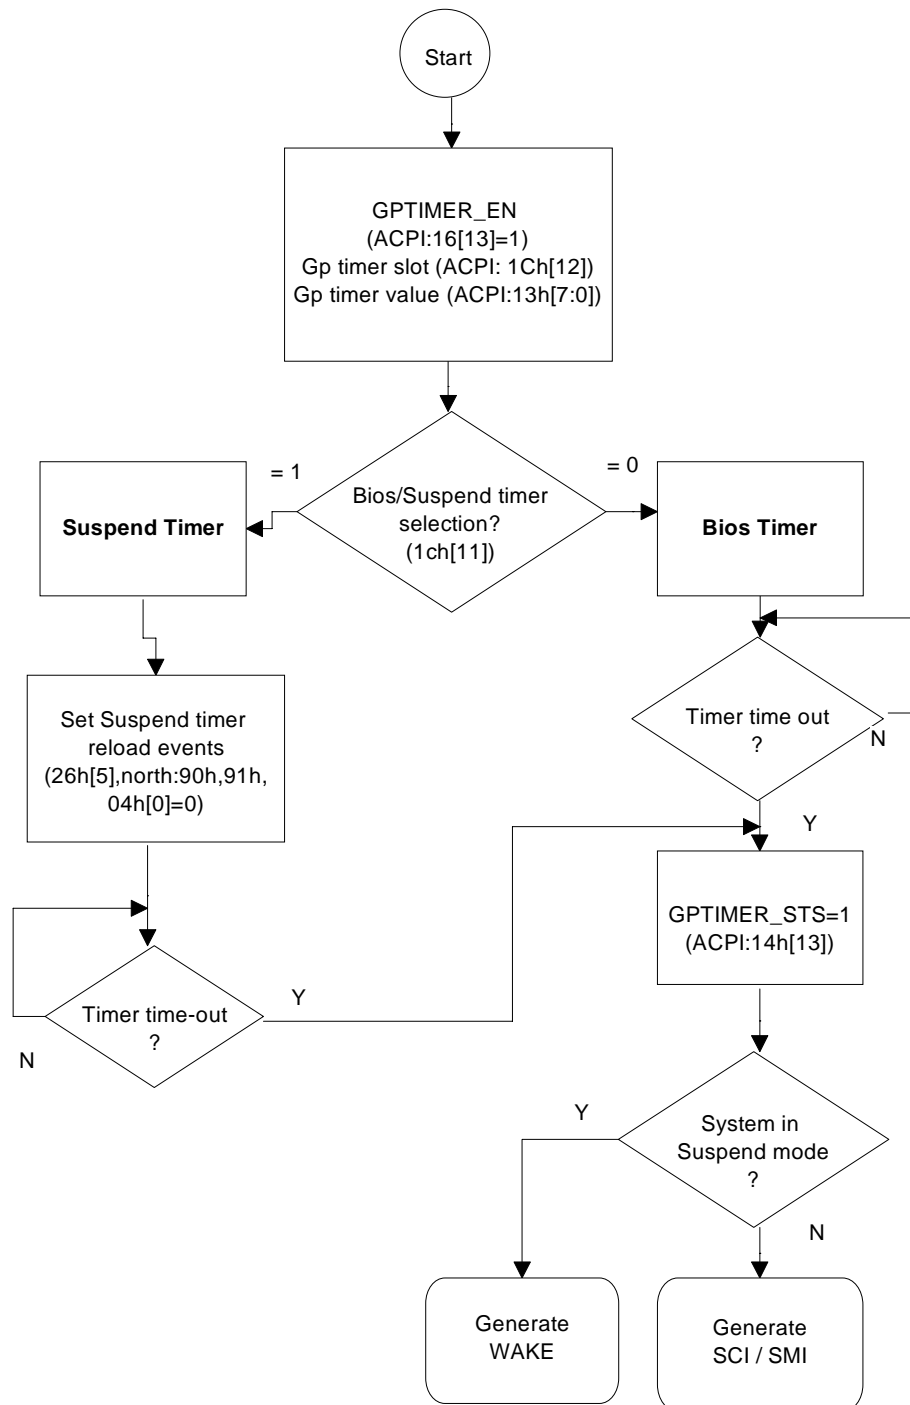 Start
GPTIMER_EN
(ACPI:16[13]=1)
Gp timer slot (ACPI: 1Ch[12])
Gp timer value (ACPI:13h[7:0])
= 1
= 0
Bios/Suspend timer
selection?
(1ch[11])
Suspend Timer
Bios Timer
Set Suspend timer
reload events
(26h[5],north:90h,91h,
04h[0]=0)
Timer time out
?
N
Y
GPTIMER_STS=1
(ACPI:14h[13])
Timer time-out
?
Y
N
System in
Suspend mode
?
Y
N
Generate
WAKE
Generate
SCI / SMI